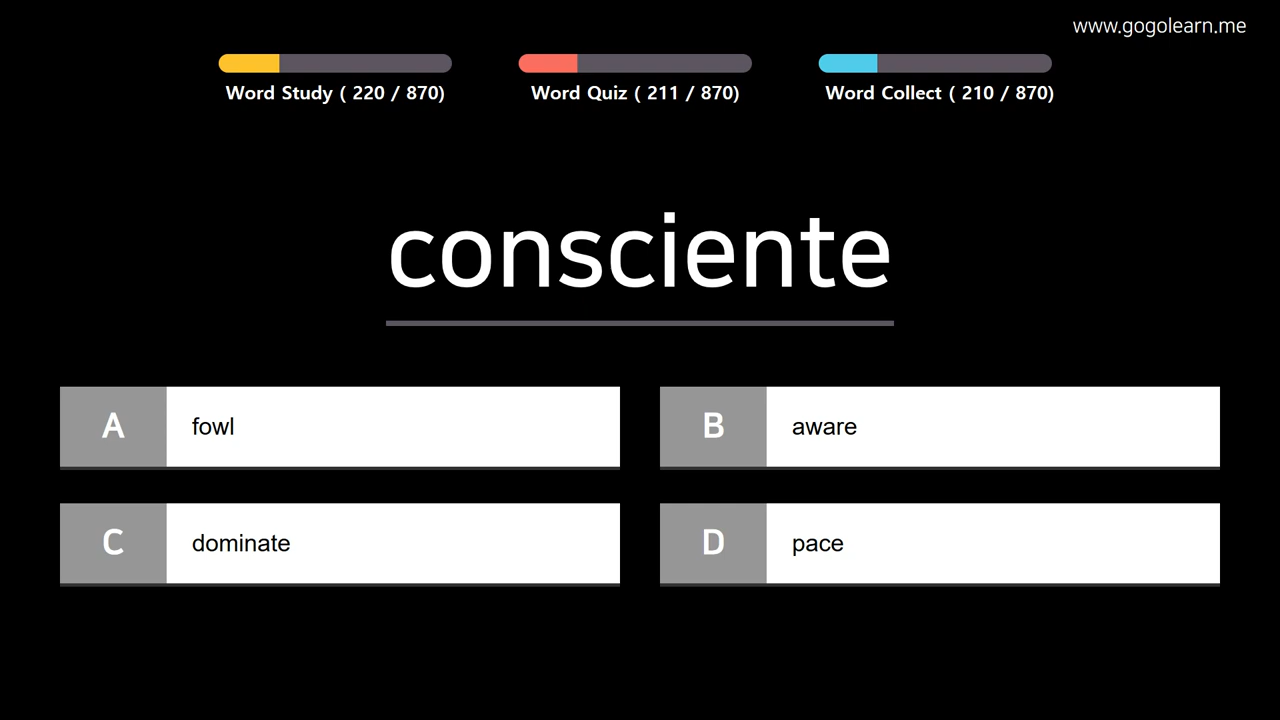 www.gogolearn.me
Word Study ( 220 / 870)
Word Quiz ( 211 / 870)
Word Collect ( 210 / 870)
consciente
A fowl
B aware
C dominate
D pace